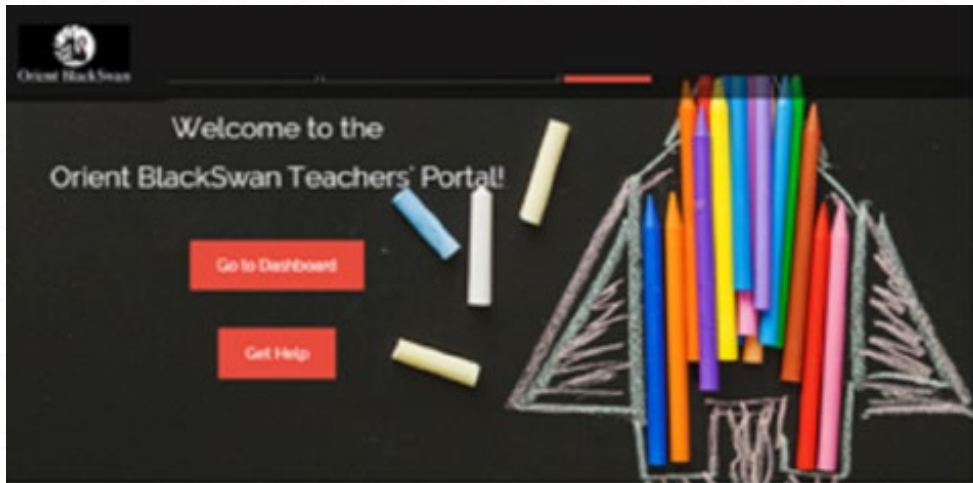 Orient BlackSwan
Welcome to the
Orient BlackSwan Teachers' Portal!
Go to Dashboard
Get Help